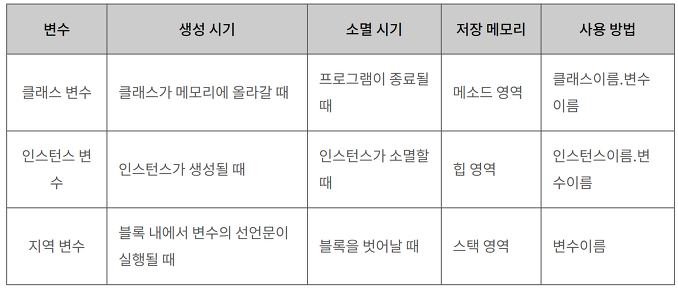 변수 생성 시기 소멸 시기 저장 메모리 사용 방법
클래스 변수 클래스가 메모리에 올라갈 때 프로그램이 종료될 메소드 영역 클래스이름.변수
때 이름
인스턴스 변 인스턴스가 생성될 때 인스턴스가 소멸할 힙 영역 인스턴스이름.변
수 때 수이름
지역 변수 블록 내에서 변수의 선언문이 블록을 벗어날 때 스택 영역 변수이름
실행될 때